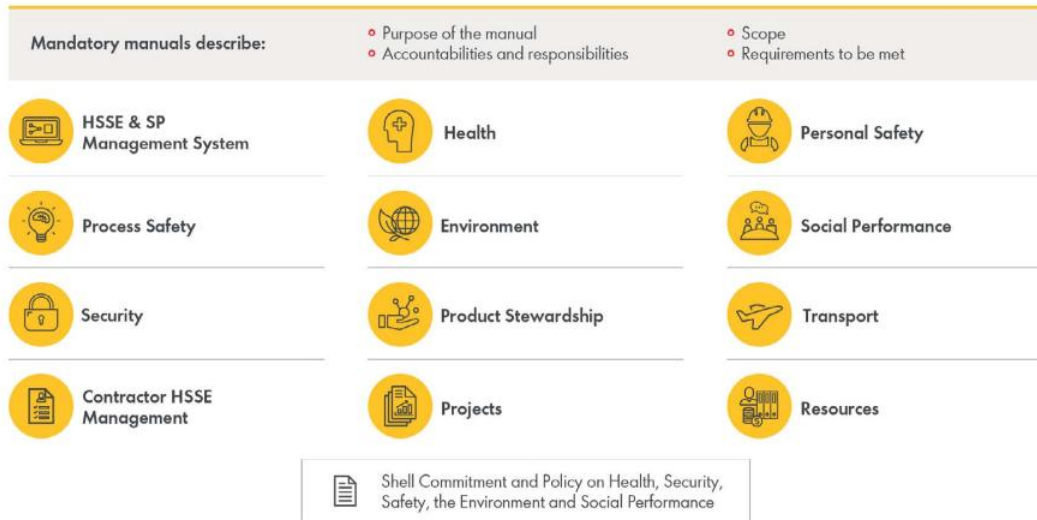 Mandatory manuals describe:
Purpose of the manual
Accountabilities and responsibilities
Scope
Requirements to be met
HSSE & SP
Management System
Health
Personal Safety
Process Safety
Environment
Social Performance
Security
Product Stewardship
Transport
Contractor HSSE
Management
Projects
Resources
Shell Commitment and Policy on Health, Security,
Safety, the Environment and Social Performance